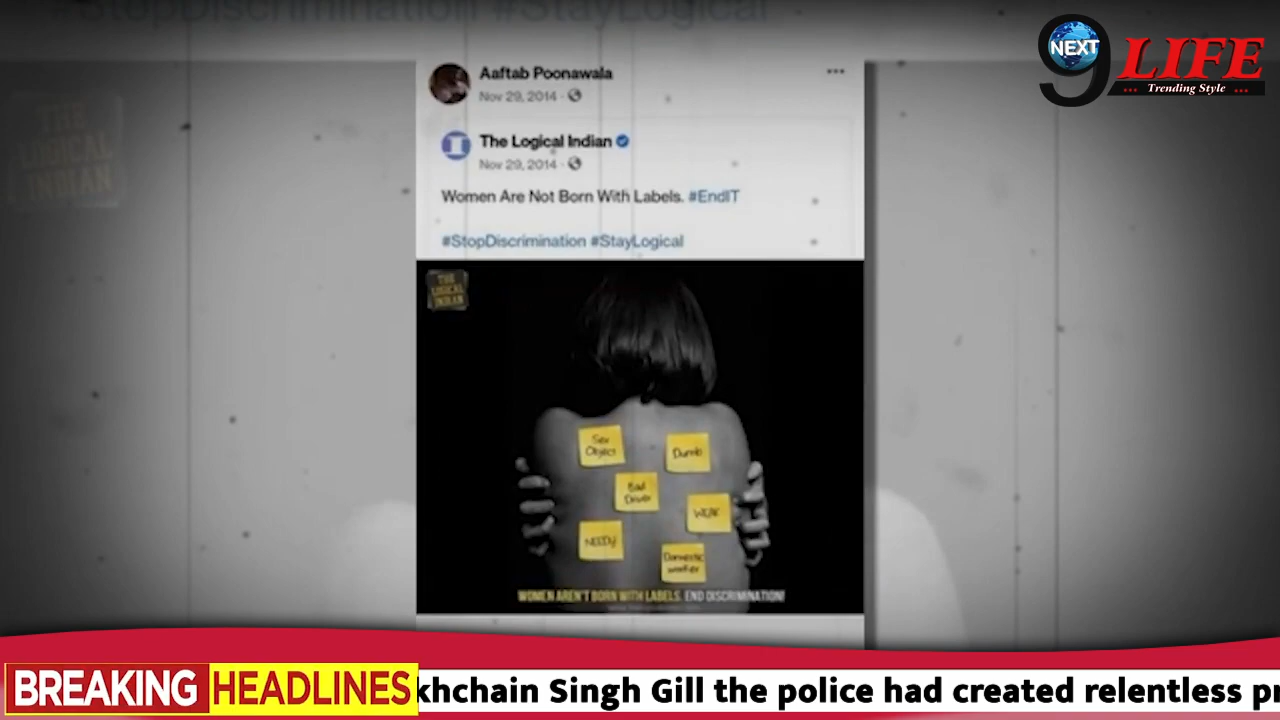 #StopDiscrimination #StayLogical
9 NEXT LIFE
... Trending Style ...
Aaftab Poonawala
Nov 29, 2014
THE LOGICAL INDIAN
The Logical Indian
Nov 29, 2014
Women Are Not Born With Labels. #EndIT
#StopDiscrimination #StayLogical
THE LOGICAL INDIAN
Sex Object
Dumb
Bad Driver
WEAK
NEEDY
Domestic worker
WOMEN AREN'T BORN WITH LABELS. END DISCRIMINATION!
BREAKING HEADLINES
khchain Singh Gill the police had created relentless pr